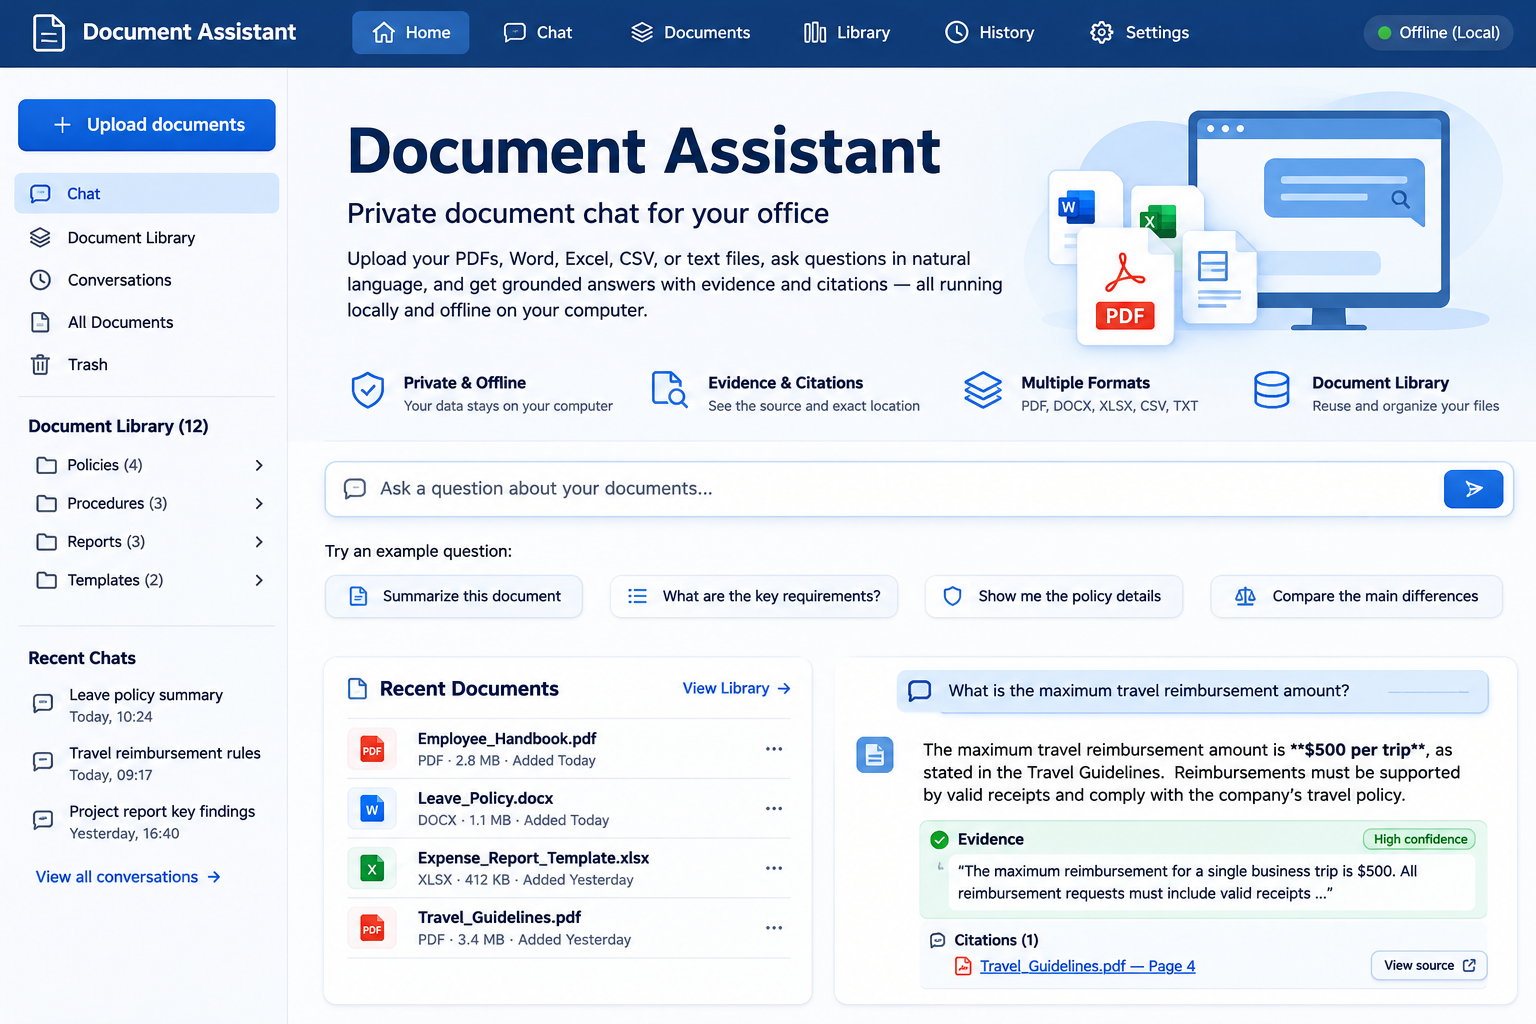 Document Assistant
Home
Chat
Documents
Library
History
Settings
Offline (Local)
Upload documents
Chat
Document Library
Conversations
All Documents
Trash
Document Library (12)
Policies (4)
Procedures (3)
Reports (3)
Templates (2)
Recent Chats
Leave policy summary
Today, 10:24
Travel reimbursement rules
Today, 09:17
Project report key findings
Yesterday, 16:40
View all conversations →
Document Assistant
Private document chat for your office
Upload your PDFs, Word, Excel, CSV, or text files, ask questions in natural
language, and get grounded answers with evidence and citations — all running
locally and offline on your computer.
W
X
PDF
Private & Offline
Your data stays on your computer
Evidence & Citations
See the source and exact location
Multiple Formats
PDF, DOCX, XLSX, CSV, TXT
Document Library
Reuse and organize your files
Ask a question about your documents...
Try an example question:
Summarize this document
What are the key requirements?
Show me the policy details
Compare the main differences
Recent Documents
View Library →
PDF
Employee_Handbook.pdf
PDF · 2.8 MB · Added Today
W
Leave_Policy.docx
DOCX · 1.1 MB · Added Today
X
Expense_Report_Template.xlsx
XLSX · 412 KB · Added Yesterday
PDF
Travel_Guidelines.pdf
PDF · 3.4 MB · Added Yesterday
What is the maximum travel reimbursement amount?
The maximum travel reimbursement amount is **$500 per trip**, as
stated in the Travel Guidelines. Reimbursements must be supported
by valid receipts and comply with the company's travel policy.
Evidence
High confidence
“The maximum reimbursement for a single business trip is $500. All
reimbursement requests must include valid receipts ...”
Citations (1)
Travel_Guidelines.pdf — Page 4
View source